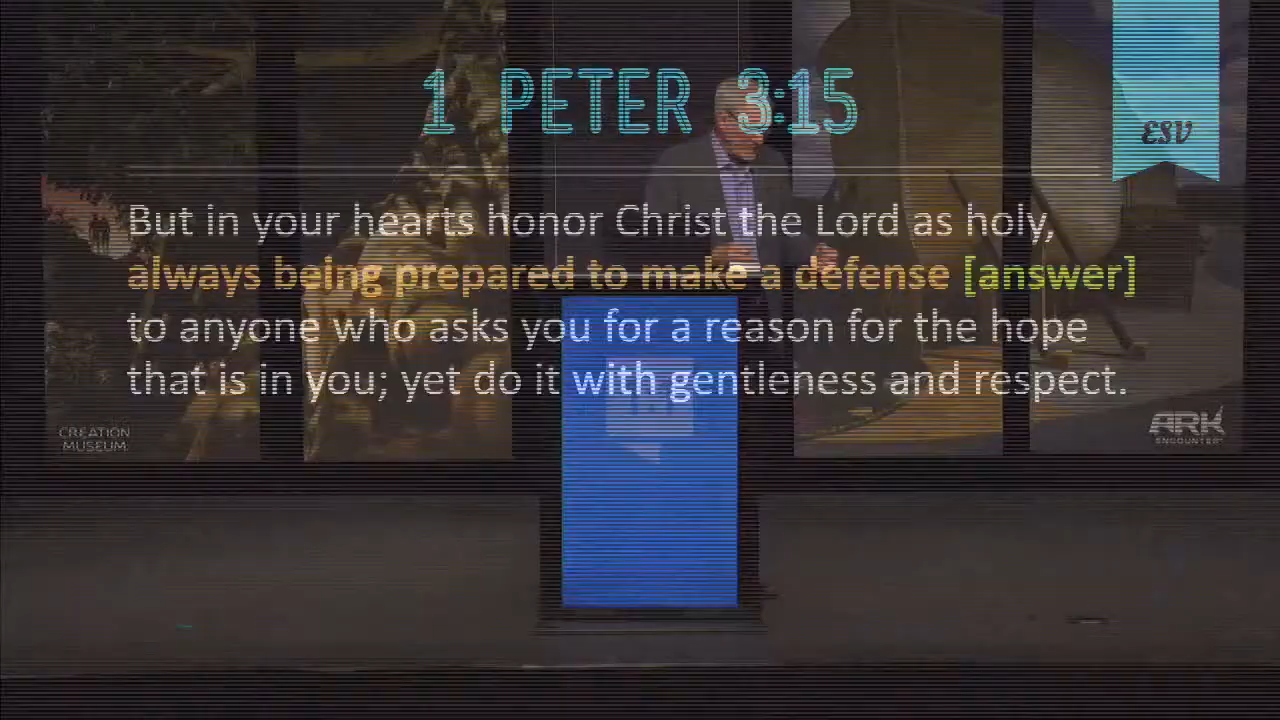 1 PETER 3:15
ESV
But in your hearts honor Christ the Lord as holy,
always being prepared to make a defense [answer]
to anyone who asks you for a reason for the hope
that is in you; yet do it with gentleness and respect.
CREATION
MUSEUM
ARK
ENCOUNTER